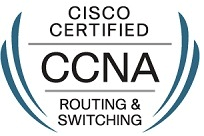 CISCO
CERTIFIED
CCNA
ROUTING &
SWITCHING